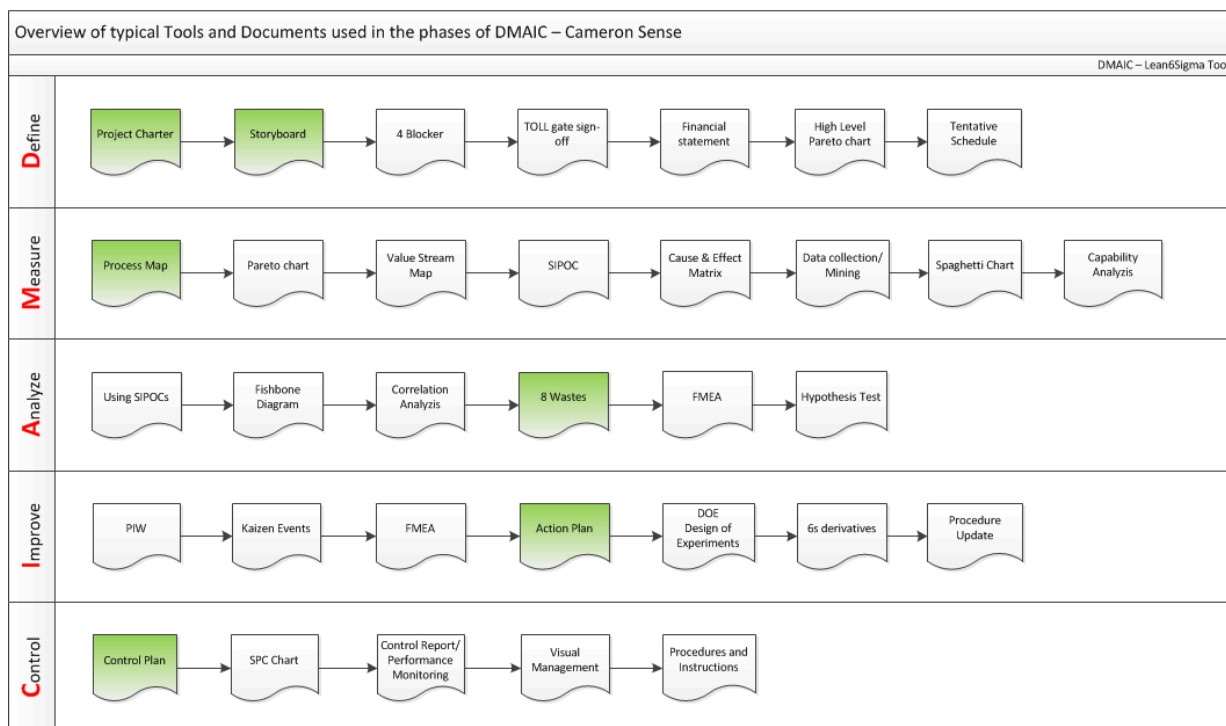 Overview of typical Tools and Documents used in the phases of DMAIC – Cameron Sense
DMAIC – Lean6Sigma Too
Define
Project Charter
Storyboard
4 Blocker
TOLL gate sign-
off
Financial
statement
High Level
Pareto chart
Tentative
Schedule
Measure
Process Map
Pareto chart
Value Stream
Map
SIPOC
Cause & Effect
Matrix
Data collection/
Mining
Spaghetti Chart
Capability
Analyzis
Analyze
Using SIPOCs
Fishbone
Diagram
Correlation
Analyzis
8 Wastes
FMEA
Hypothesis Test
Improve
PIW
Kaizen Events
FMEA
Action Plan
DOE
Design of
Experiments
6s derivatives
Procedure
Update
Control
Control Plan
SPC Chart
Control Report/
Performance
Monitoring
Visual
Management
Procedures and
Instructions